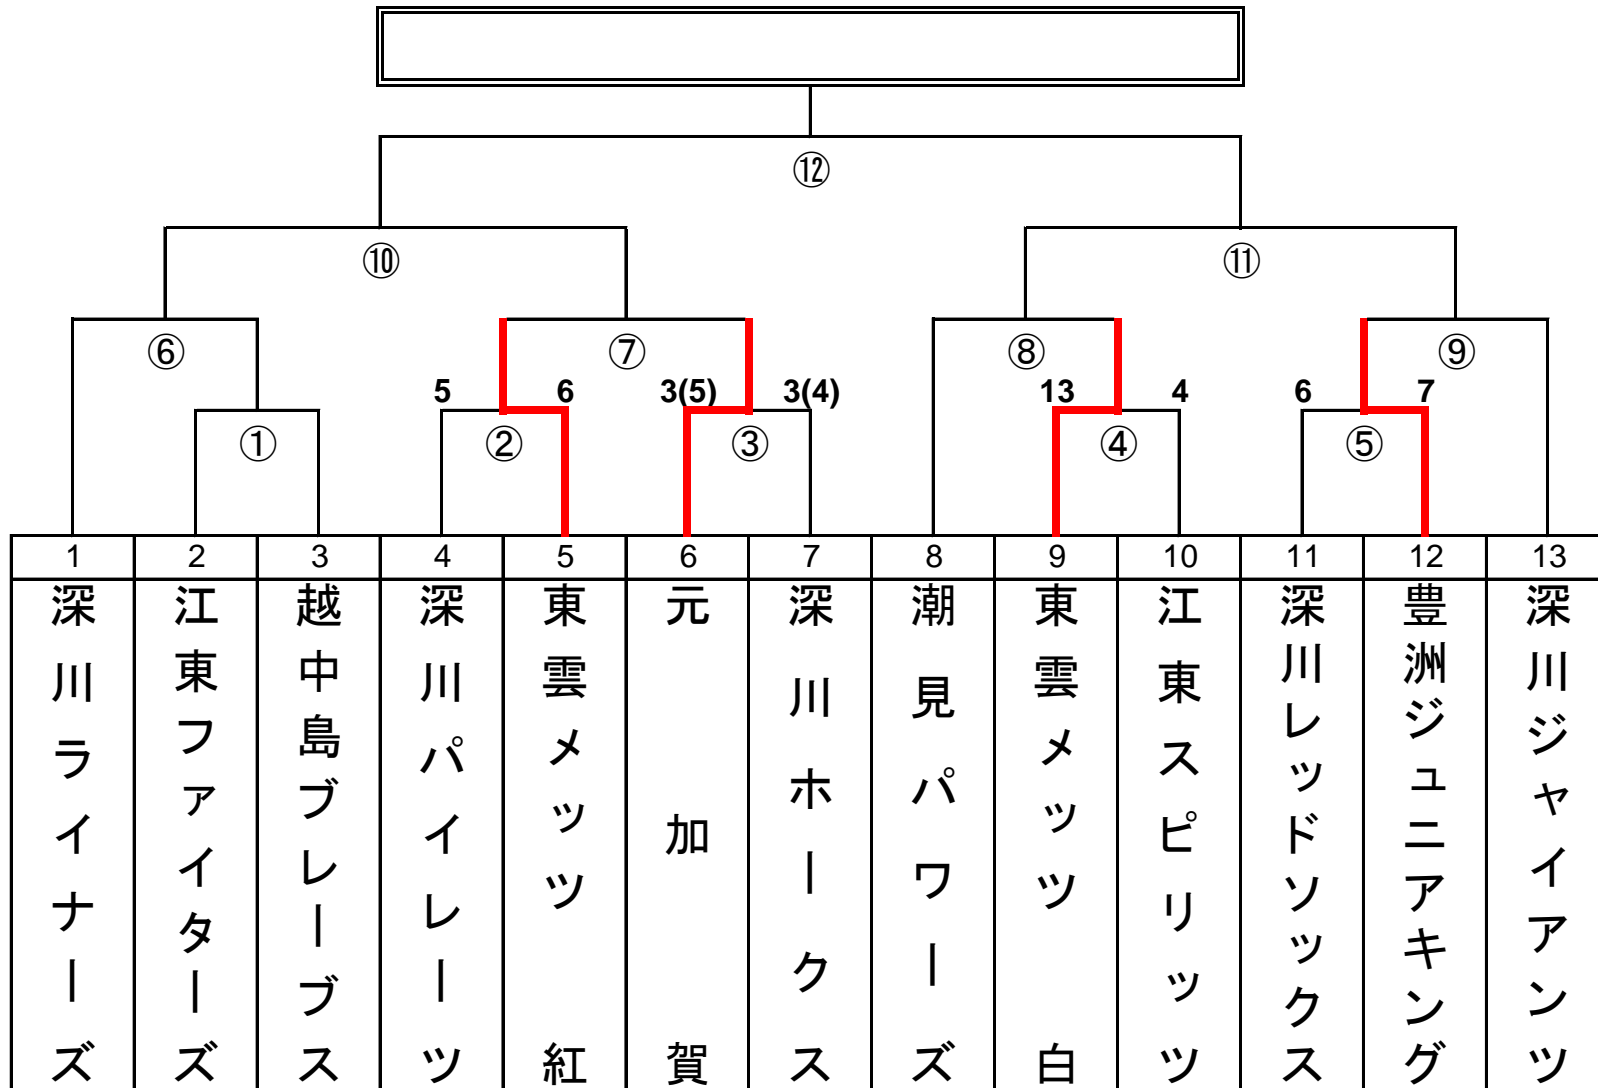 ⑫
⑩ ⑪
⑥ ⑦ ⑧ ⑨
5 6 3(5) 3(4) 13 4 6 7
① ② ③ ④ ⑤
1 2 3 4 5 6 7 8 9 10 11 12 13
深川ライナーズ
江東ファイターズ
越中島ブレーブス
深川パイレーツ
東雲メッツ 紅
元加賀
深川ホークス
潮見パワーズ
東雲メッツ 白
江東スピリッツ
深川レッドソックス
豊洲ジュニアキング
深川ジャイアンツ